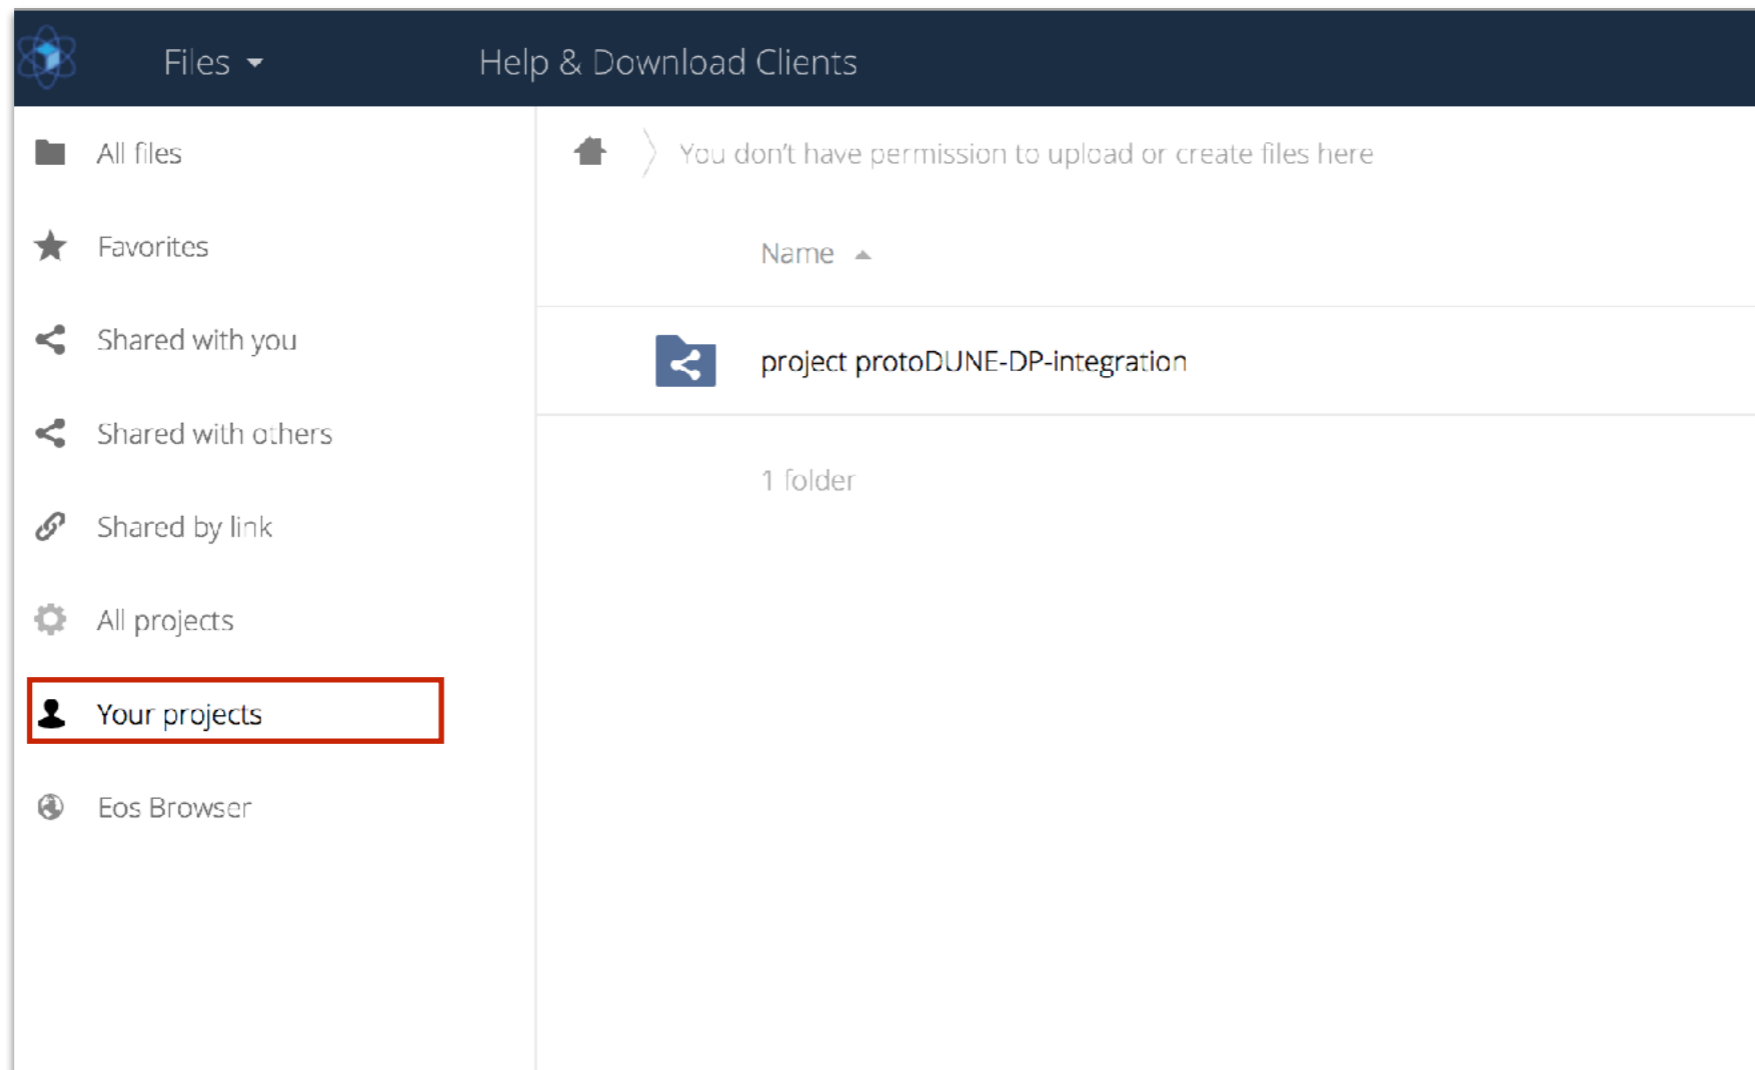 Files
Help & Download Clients
All files
Favorites
Shared with you
Shared with others
Shared by link
All projects
Your projects
Eos Browser
You don't have permission to upload or create files here
Name
project protoDUNE-DP-integration
1 folder